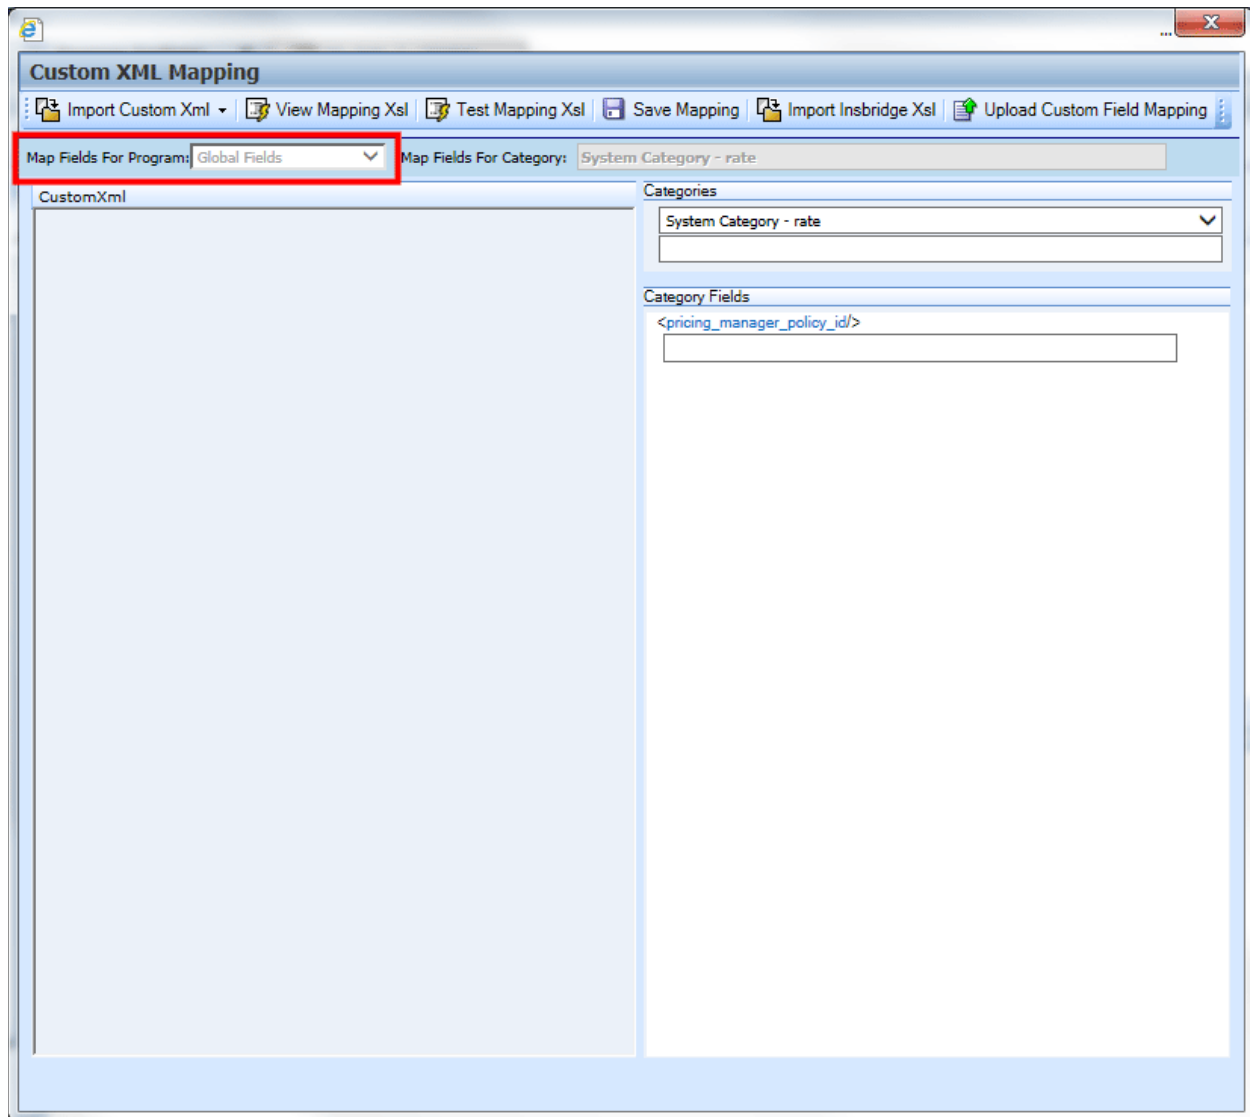 ...
X
Custom XML Mapping
Import Custom Xml View Mapping Xsl Test Mapping Xsl Save Mapping Import Insbridge Xsl Upload Custom Field Mapping
Map Fields For Program: Global Fields Map Fields For Category: System Category - rate
CustomXml
Categories
System Category - rate
Category Fields
<pricing_manager_policy_id/>